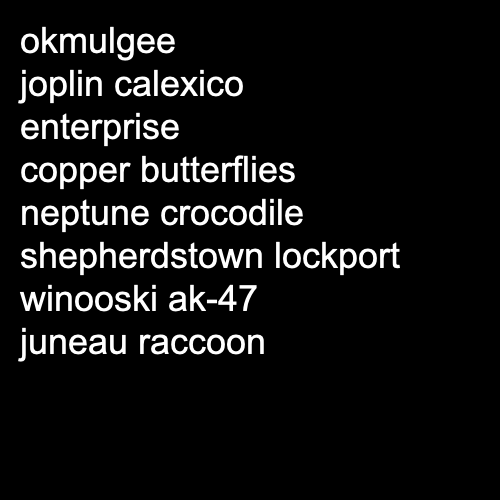 okmulgee
joplin calexico
enterprise
copper butterflies
neptune crocodile
shepherdstown lockport
winooski ak-47
juneau raccoon